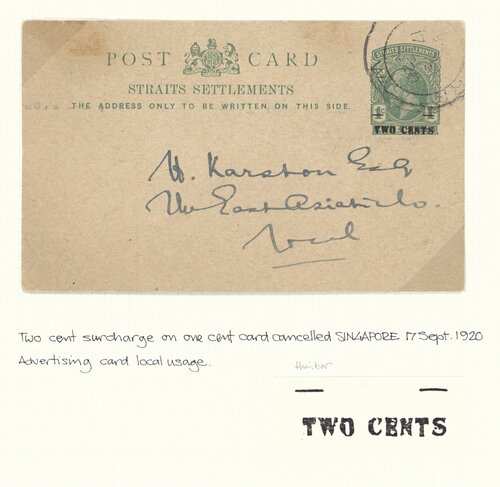 POST CARD
STRAITS SETTLEMENTS
THE ADDRESS ONLY TO BE WRITTEN ON THIS SIDE.
STRAITS SETTLEMENTS
TWO CENTS
H. Karston Esq
The East Asiatic Co.
Local
Two cent surcharge on one cent card cancelled SINGAPORE 17 Sept. 1920
Advertising card local usage.
thin bar
TWO CENTS